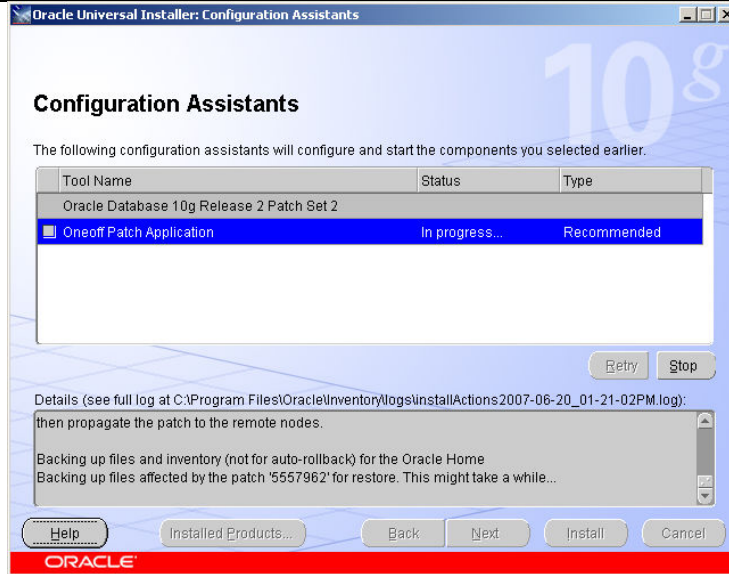 Oracle Universal Installer: Configuration Assistants
10g
Configuration Assistants
The following configuration assistants will configure and start the components you selected earlier.
Tool Name Status Type
Oracle Database 10g Release 2 Patch Set 2
Oneoff Patch Application In progress... Recommended
Retry Stop
Details (see full log at C:\Program Files\Oracle\Inventory\logs\installActions2007-06-20_01-21-02PM.log):
then propagate the patch to the remote nodes.
Backing up files and inventory (not for auto-rollback) for the Oracle Home
Backing up files affected by the patch '5557962' for restore. This might take a while...
Help Installed Products... Back Next Install Cancel
ORACLE